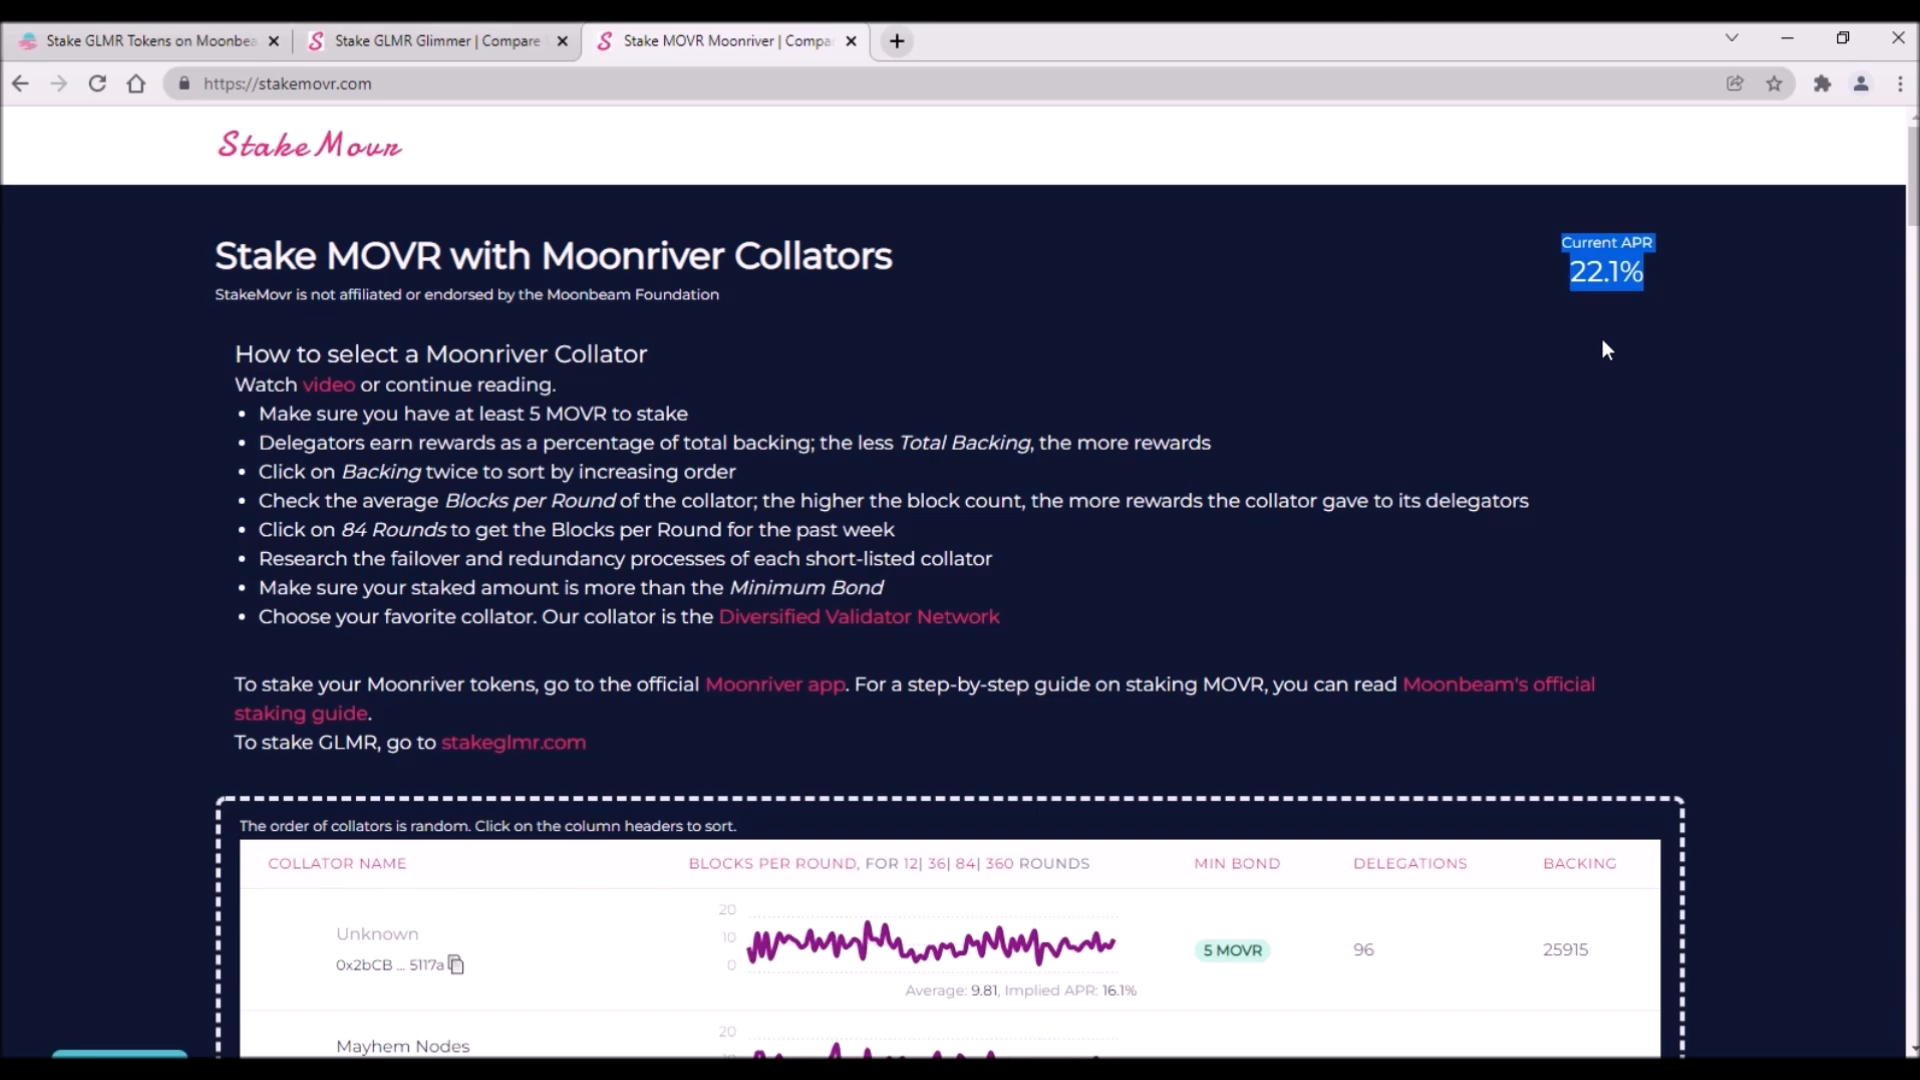 Stake GLMR Tokens on Moonbea
Stake GLMR Glimmer | Compare
Stake MOVR Moonriver | Compa
https://stakemovr.com
Stake Movr
Stake MOVR with Moonriver Collators
StakeMovr is not affiliated or endorsed by the Moonbeam Foundation
Current APR
22.1%
How to select a Moonriver Collator
Watch video or continue reading.
• Make sure you have at least 5 MOVR to stake
• Delegators earn rewards as a percentage of total backing; the less Total Backing, the more rewards
• Click on Backing twice to sort by increasing order
• Check the average Blocks per Round of the collator; the higher the block count, the more rewards the collator gave to its delegators
• Click on 84 Rounds to get the Blocks per Round for the past week
• Research the failover and redundancy processes of each short-listed collator
• Make sure your staked amount is more than the Minimum Bond
• Choose your favorite collator. Our collator is the Diversified Validator Network
To stake your Moonriver tokens, go to the official Moonriver app. For a step-by-step guide on staking MOVR, you can read Moonbeam's official
staking guide.
To stake GLMR, go to stakeglmr.com
The order of collators is random. Click on the column headers to sort.
COLLATOR NAME BLOCKS PER ROUND, FOR 12| 36| 84| 360 ROUNDS MIN BOND DELEGATIONS BACKING
20
10
0
Unknown
0x2bCB ... 5117a
5 MOVR 96 25915
Average: 9.81, Implied APR: 16.1%
20
Mayhem Nodes